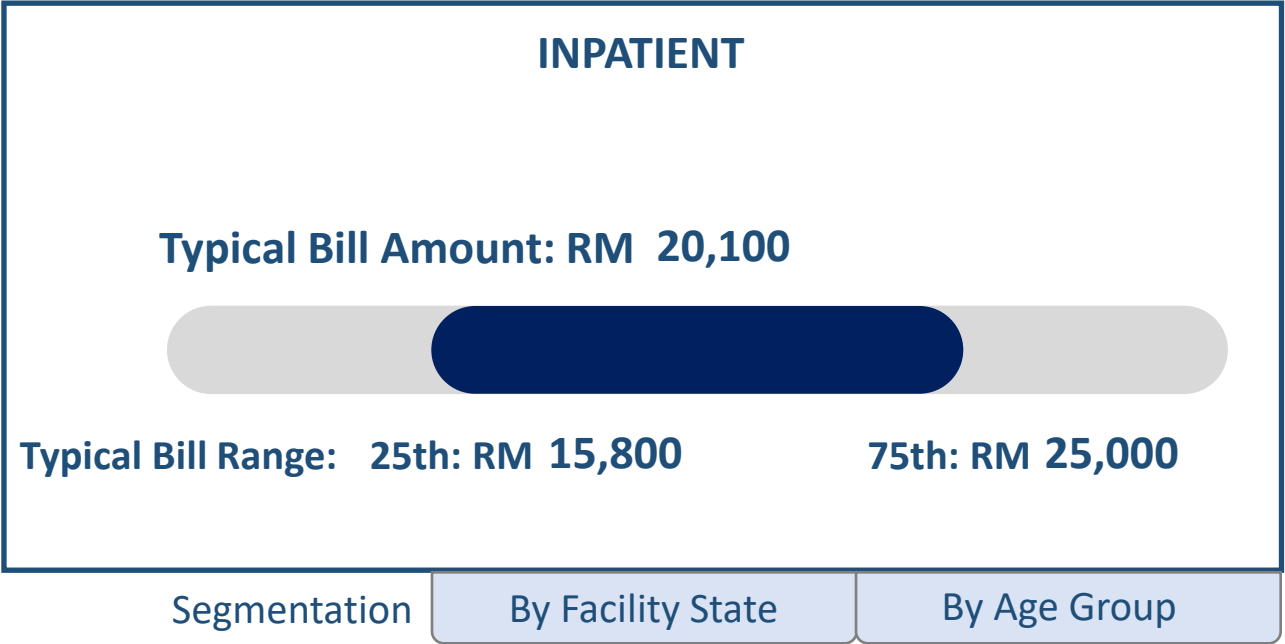 INPATIENT
Typical Bill Amount: RM 20,100
Typical Bill Range: 25th: RM 15,800 75th: RM 25,000
Segmentation By Facility State By Age Group